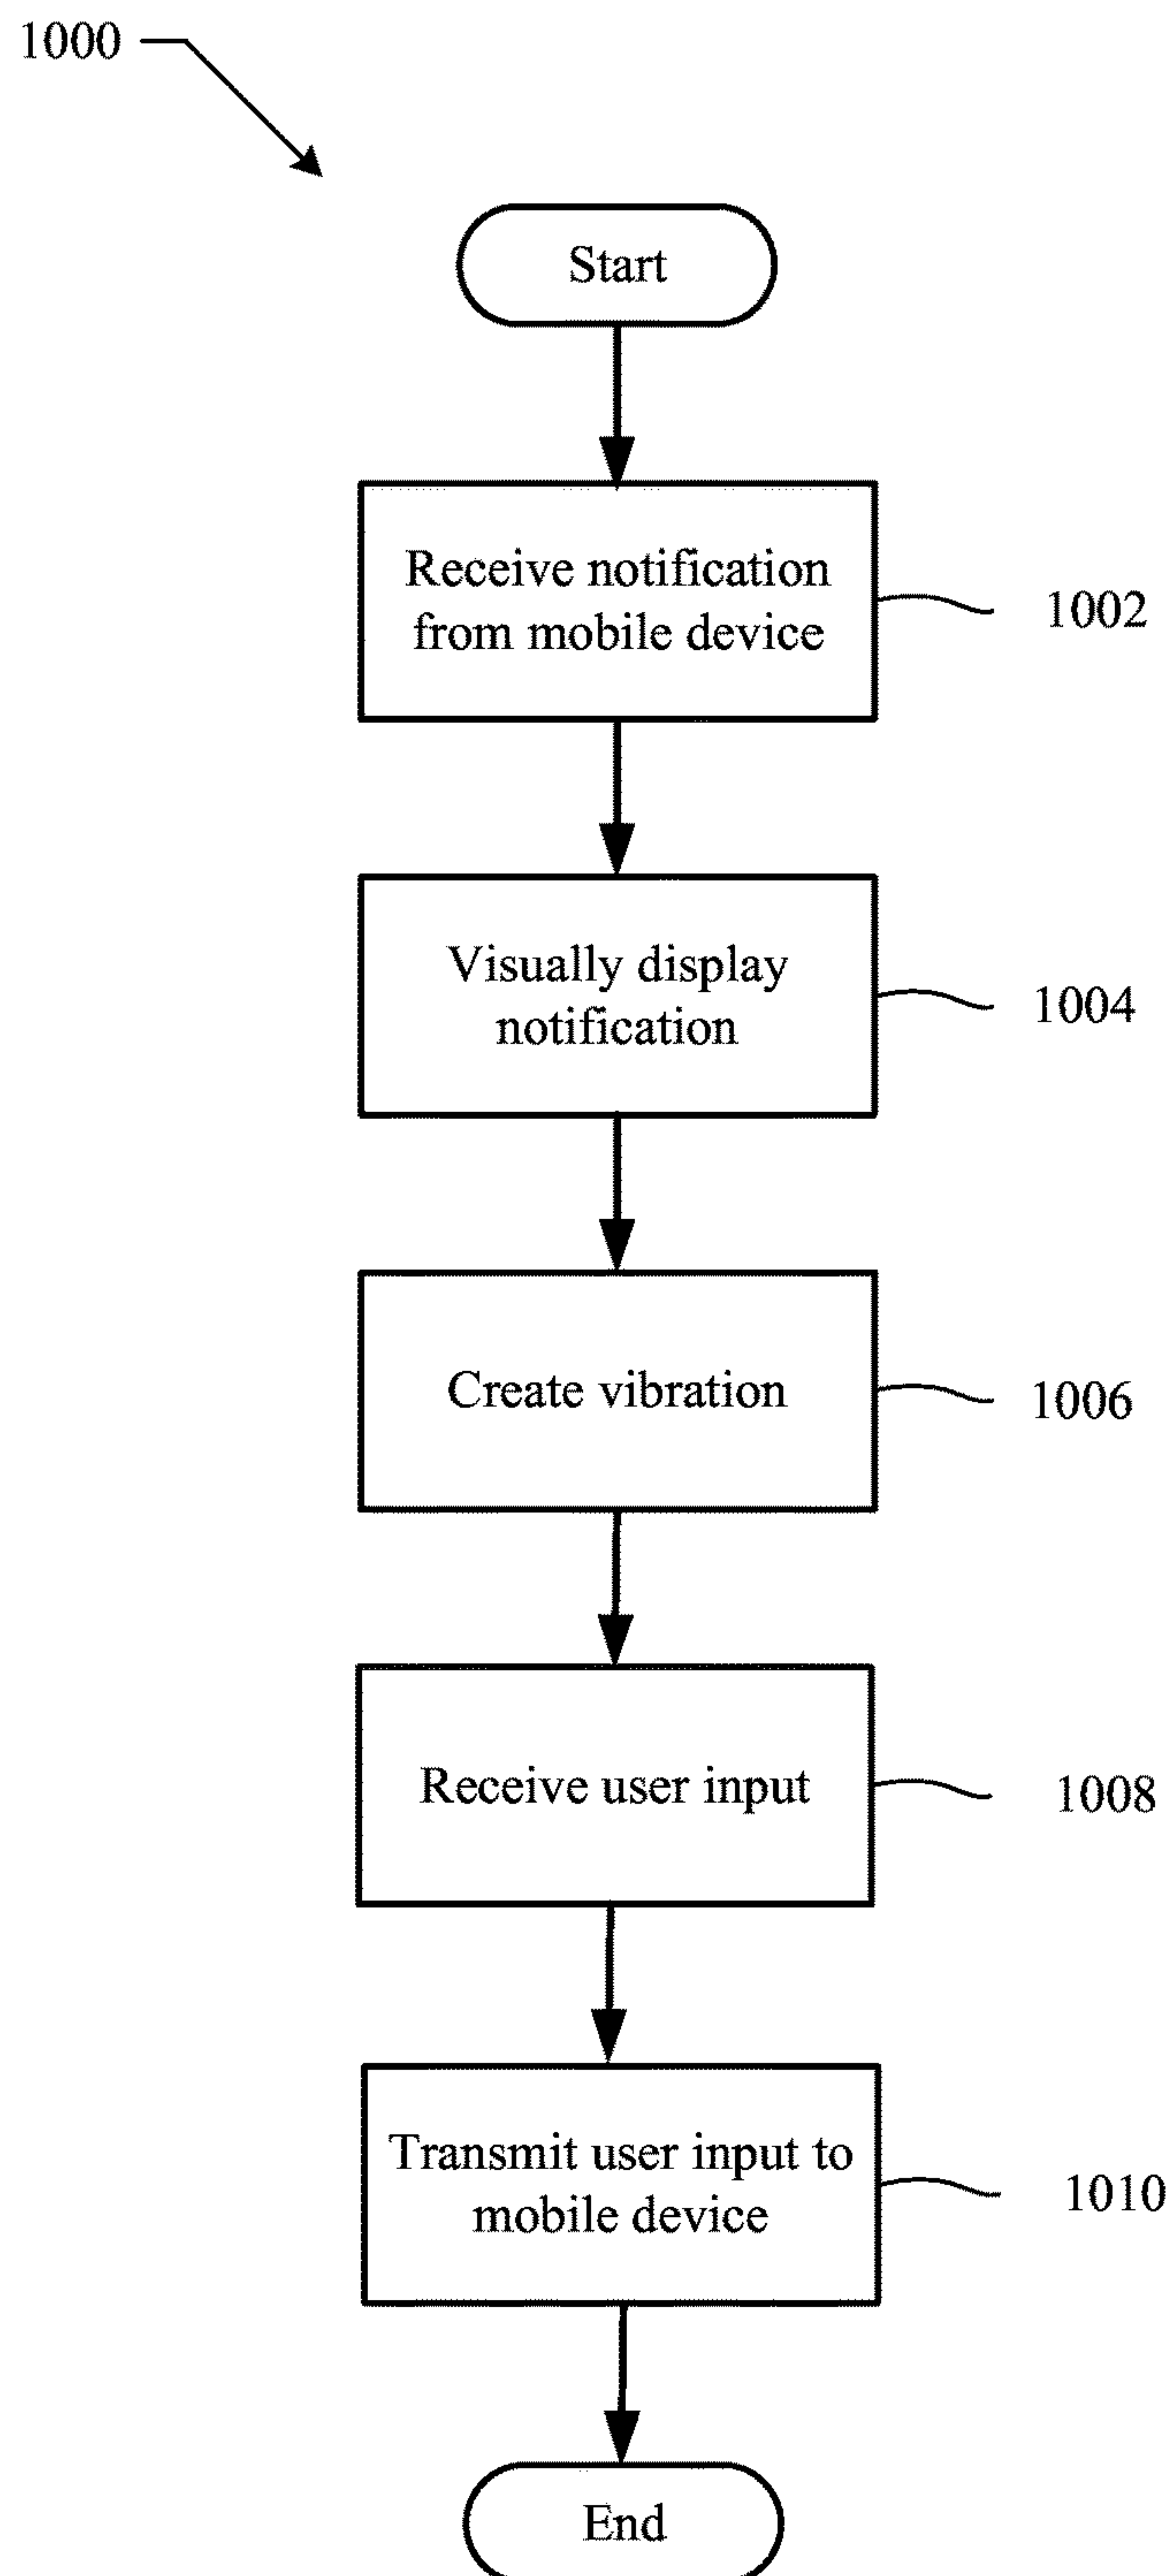 1000
Start
Receive notification
from mobile device
1002
Visually display
notification
1004
Create vibration
1006
Receive user input
1008
Transmit user input to
mobile device
1010
End